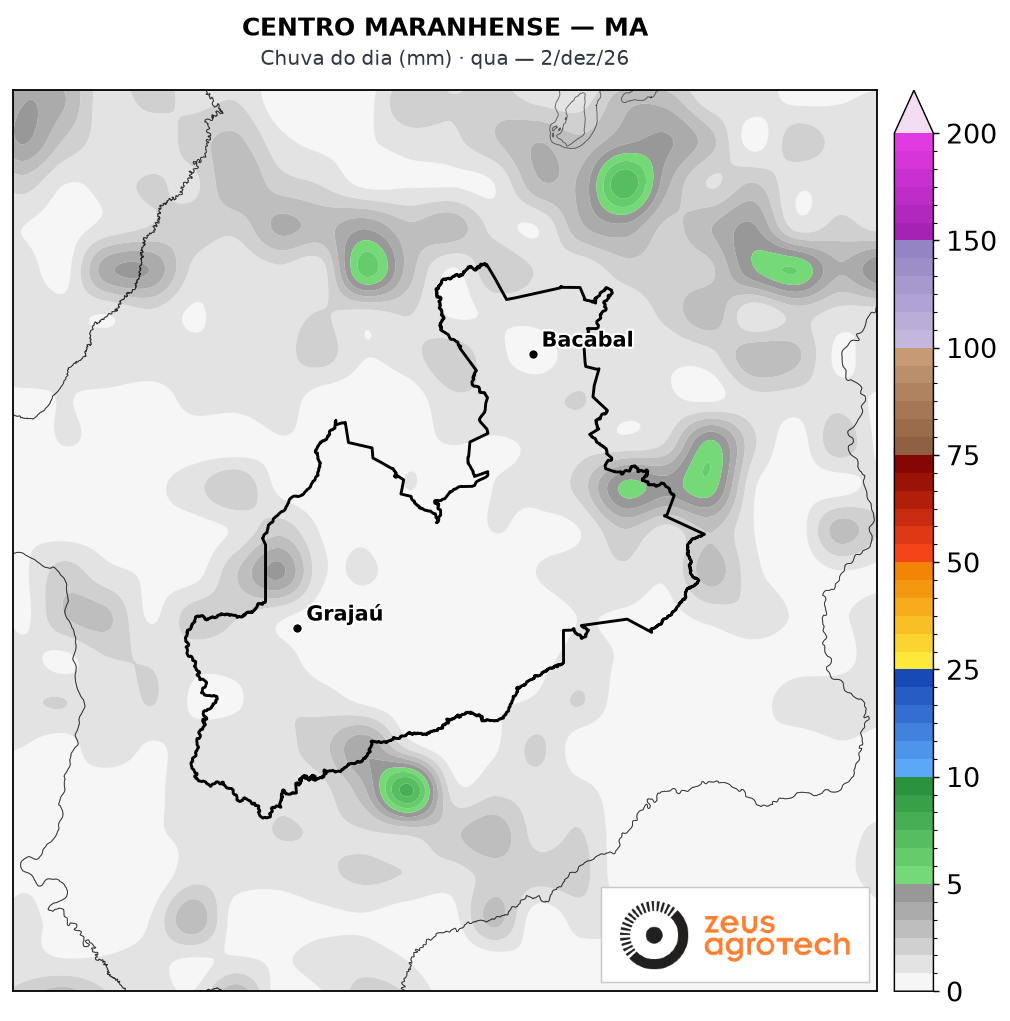 CENTRO MARANHENSE — MA
Chuva do dia (mm) · qua — 2/dez/26
200
150
100
75
50
25
10
5
0
Bacabal
Grajaú
zeus
agrotech